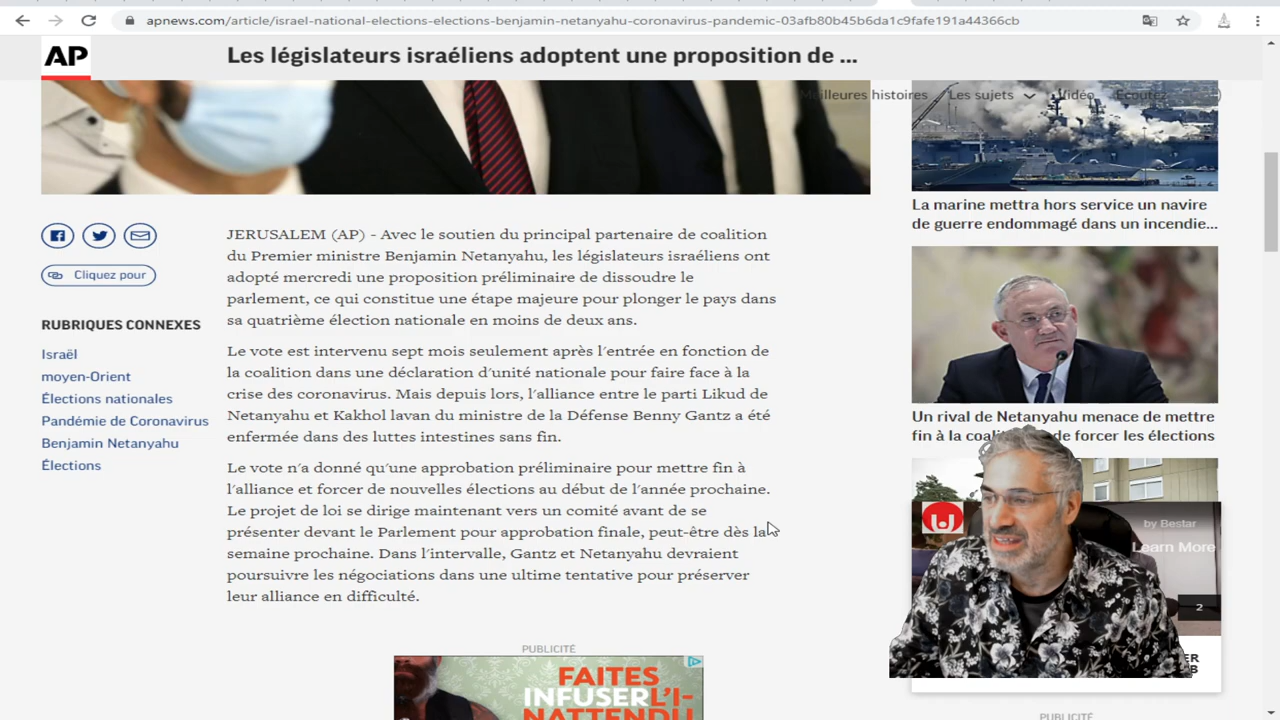 apnews.com/article/israel-national-elections-elections-benjamin-netanyahu-coronavirus-pandemic-03afb80b45b6da1c9fafe191a44366cb
AP
Les législateurs israéliens adoptent une proposition de ...
Meilleures histoires
Les sujets
Vidéo
Écoutez
Cliquez pour
RUBRIQUES CONNEXES
Israël
moyen-Orient
Élections nationales
Pandémie de Coronavirus
Benjamin Netanyahu
Élections
JERUSALEM (AP) - Avec le soutien du principal partenaire de coalition
du Premier ministre Benjamin Netanyahu, les législateurs israéliens ont
adopté mercredi une proposition préliminaire de dissoudre le
parlement, ce qui constitue une étape majeure pour plonger le pays dans
sa quatrième élection nationale en moins de deux ans.
Le vote est intervenu sept mois seulement après l'entrée en fonction de
la coalition dans une déclaration d'unité nationale pour faire face à la
crise des coronavirus. Mais depuis lors, l'alliance entre le parti Likud de
Netanyahu et Kakhol lavan du ministre de la Défense Benny Gantz a été
enfermée dans des luttes intestines sans fin.
Le vote n'a donné qu'une approbation préliminaire pour mettre fin à
l'alliance et forcer de nouvelles élections au début de l'année prochaine.
Le projet de loi se dirige maintenant vers un comité avant de se
présenter devant le Parlement pour approbation finale, peut-être dès la
semaine prochaine. Dans l'intervalle, Gantz et Netanyahu devraient
poursuivre les négociations dans une ultime tentative pour préserver
leur alliance en difficulté.
PUBLICITÉ
FAITES
INFUSER L'I-
NATTENDU
La marine mettra hors service un navire
de guerre endommagé dans un incendie...
Un rival de Netanyahu menace de mettre
fin à la de forcer les élections
by Bestar
Learn More
2
PUBLICITÉ